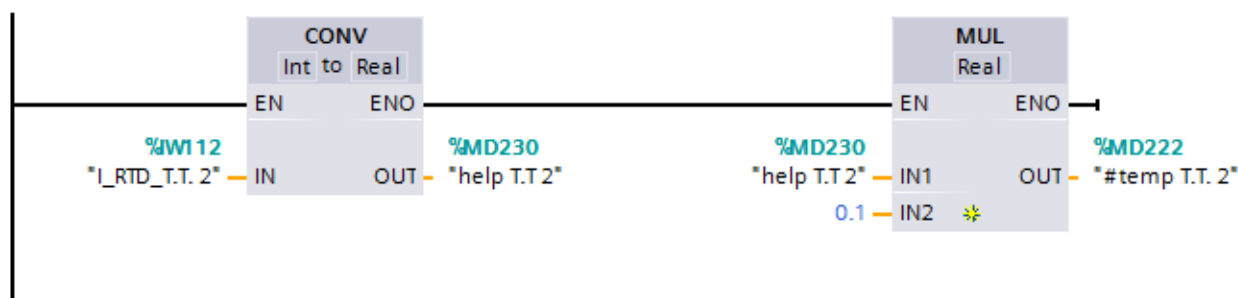 CONV
Int to Real
EN ENO
%IW112
"I_RTD_T.T. 2"
IN OUT
%MD230
"help T.T 2"
MUL
Real
EN ENO
%MD230
"help T.T 2"
IN1 OUT
0.1
IN2
%MD222
"#temp T.T. 2"